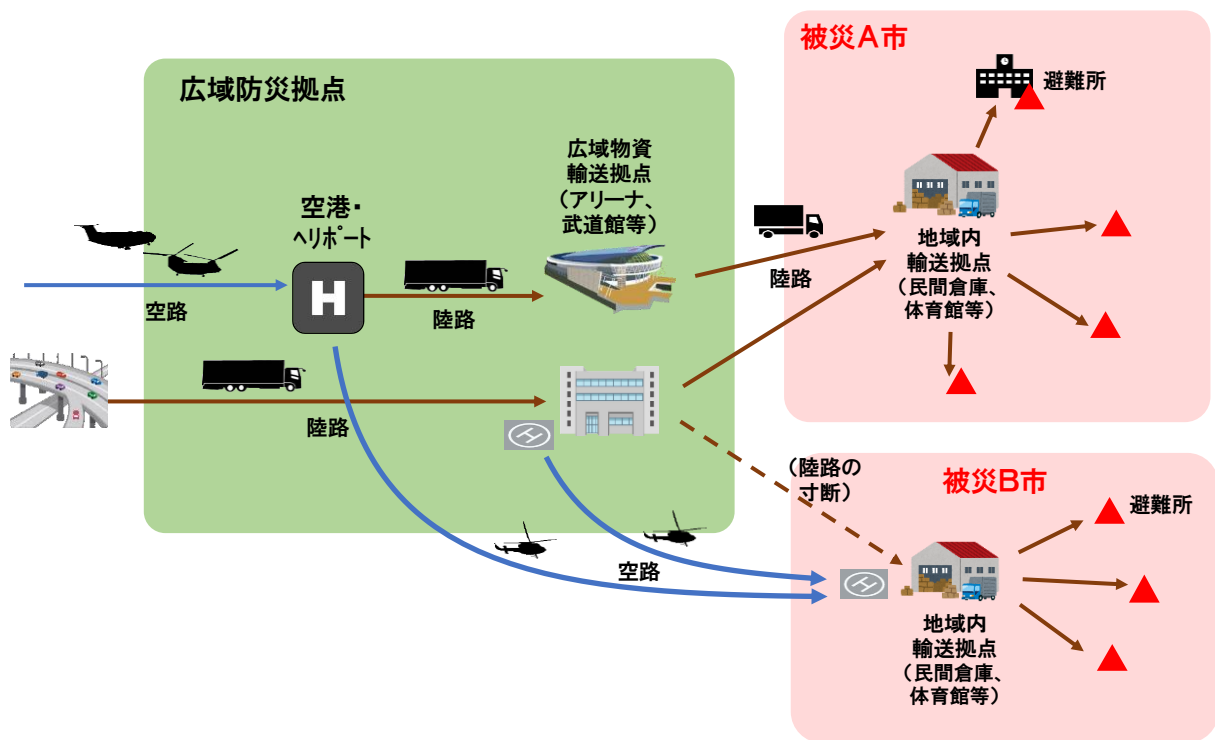 被災A市
避難所
広域防災拠点
広域物資
輸送拠点
（アリーナ、
武道館等）
空港・
ﾍﾘﾎﾟｰﾄ
H
空路
陸路
陸路
地域内
輸送拠点
（民間倉庫、
体育館等）
陸路
H
（陸路の
寸断）
被災B市
避難所
空路
H
地域内
輸送拠点
（民間倉庫、
体育館等）